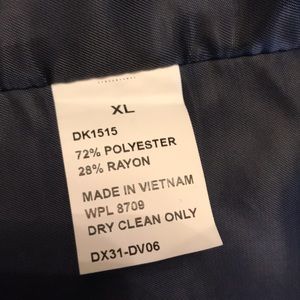 XL
DK1515
72% POLYESTER
28% RAYON
MADE IN VIETNAM
WPL 8709
DRY CLEAN ONLY
DX31-DV06